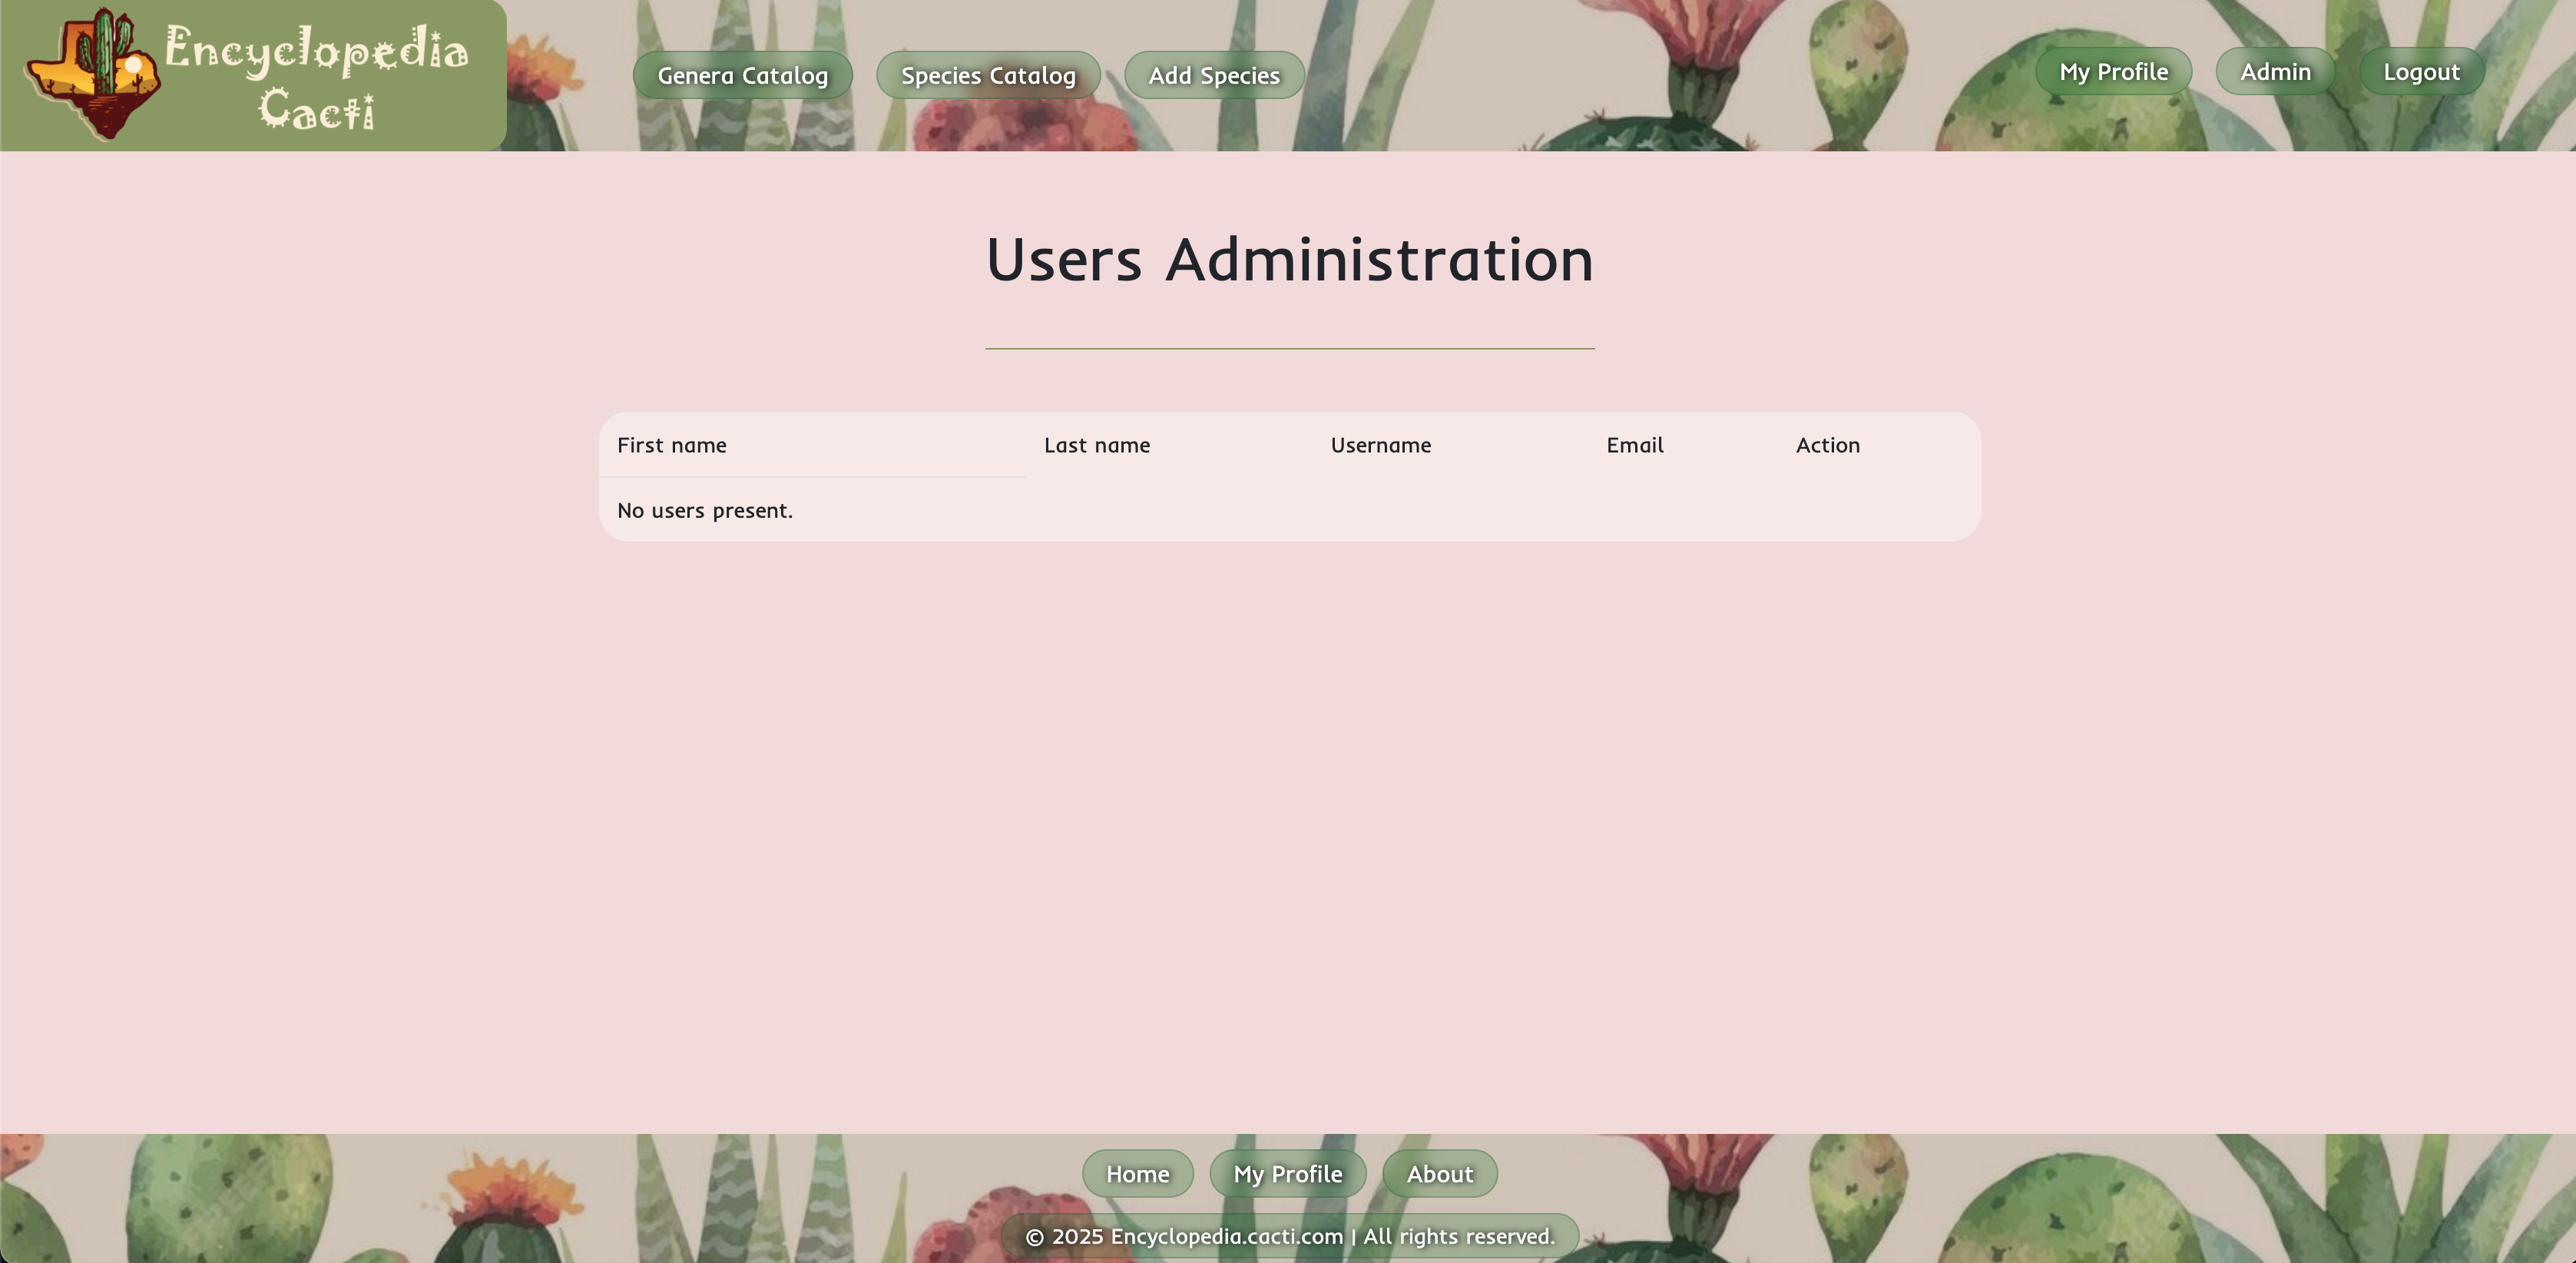 Encyclopedia
Cacti
Genera Catalog
Species Catalog
Add Species
My Profile
Admin
Logout
Users Administration
First name
Last name
Username
Email
Action
No users present.
Home
My Profile
About
© 2025 Encyclopedia.cacti.com | All rights reserved.